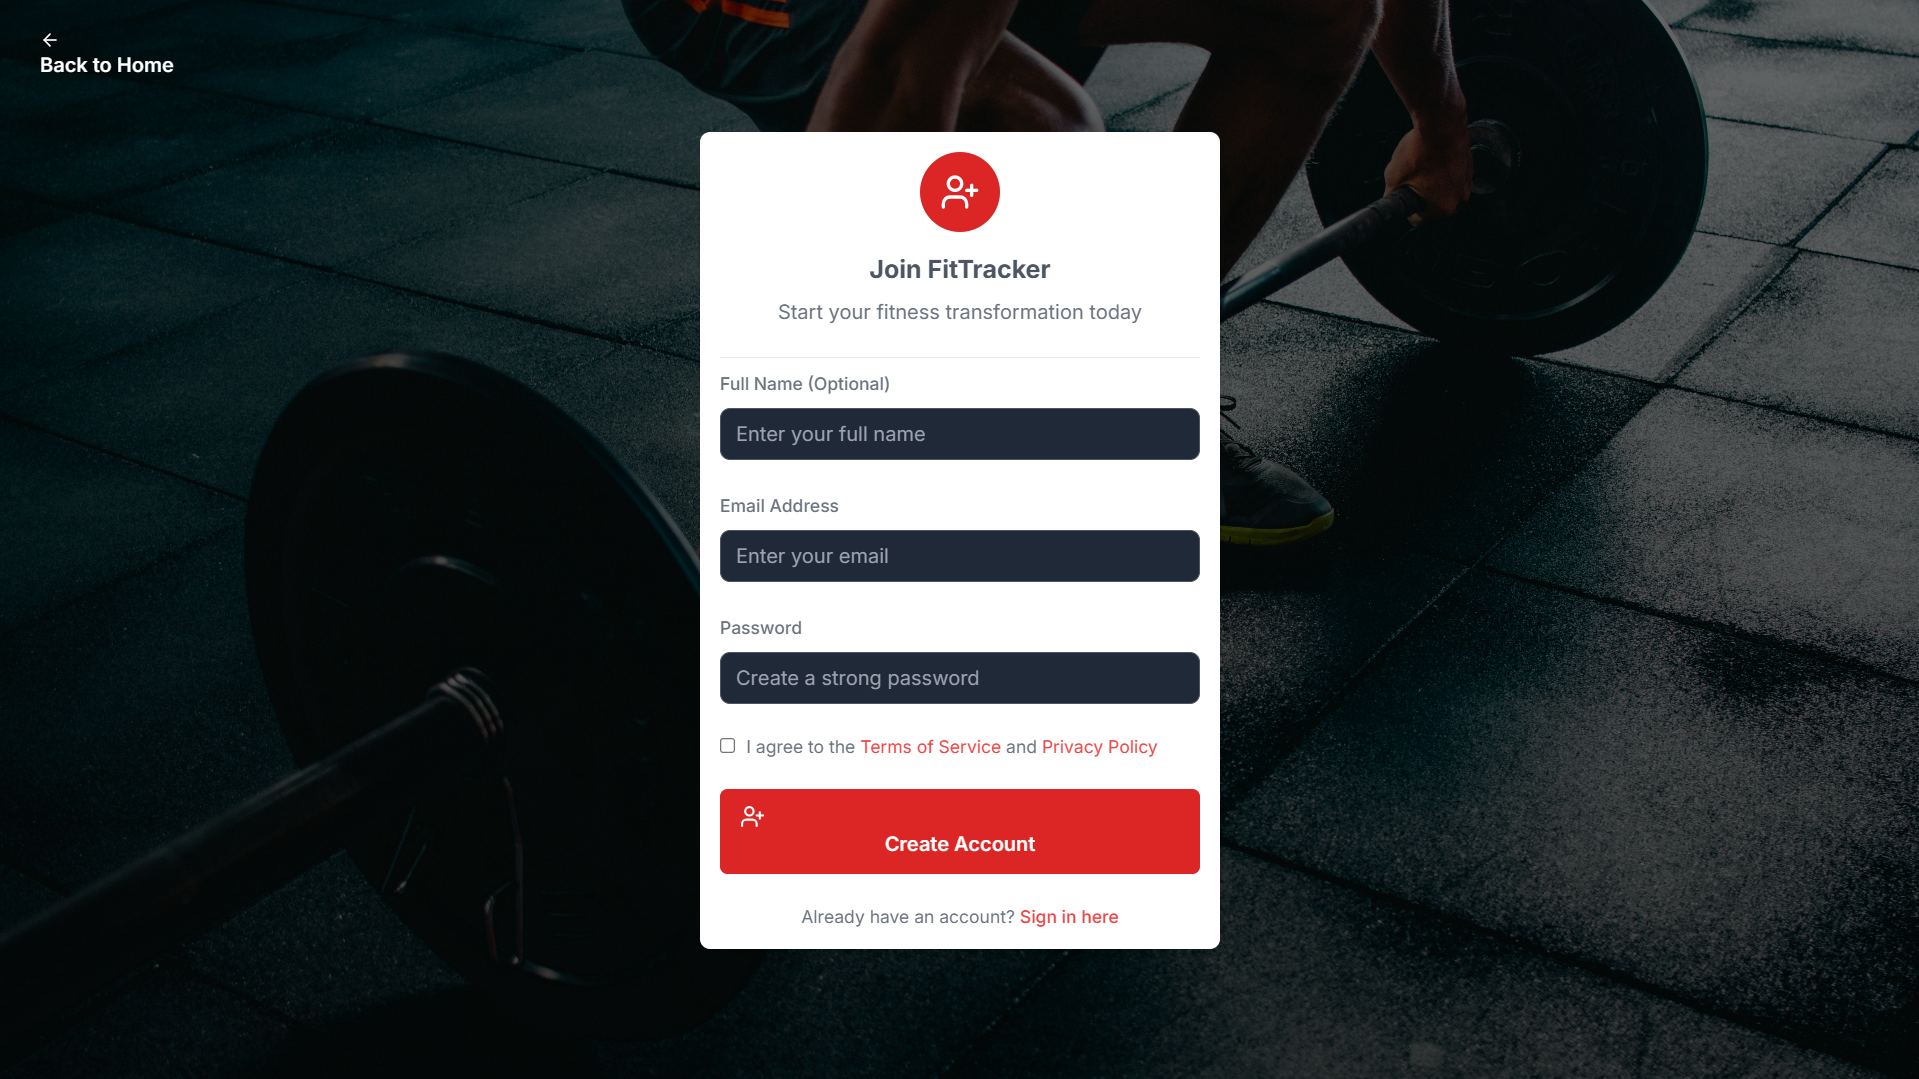 Back to Home
Join FitTracker
Start your fitness transformation today
Full Name (Optional)
Enter your full name
Email Address
Enter your email
Password
Create a strong password
I agree to the Terms of Service and Privacy Policy
Create Account
Already have an account? Sign in here